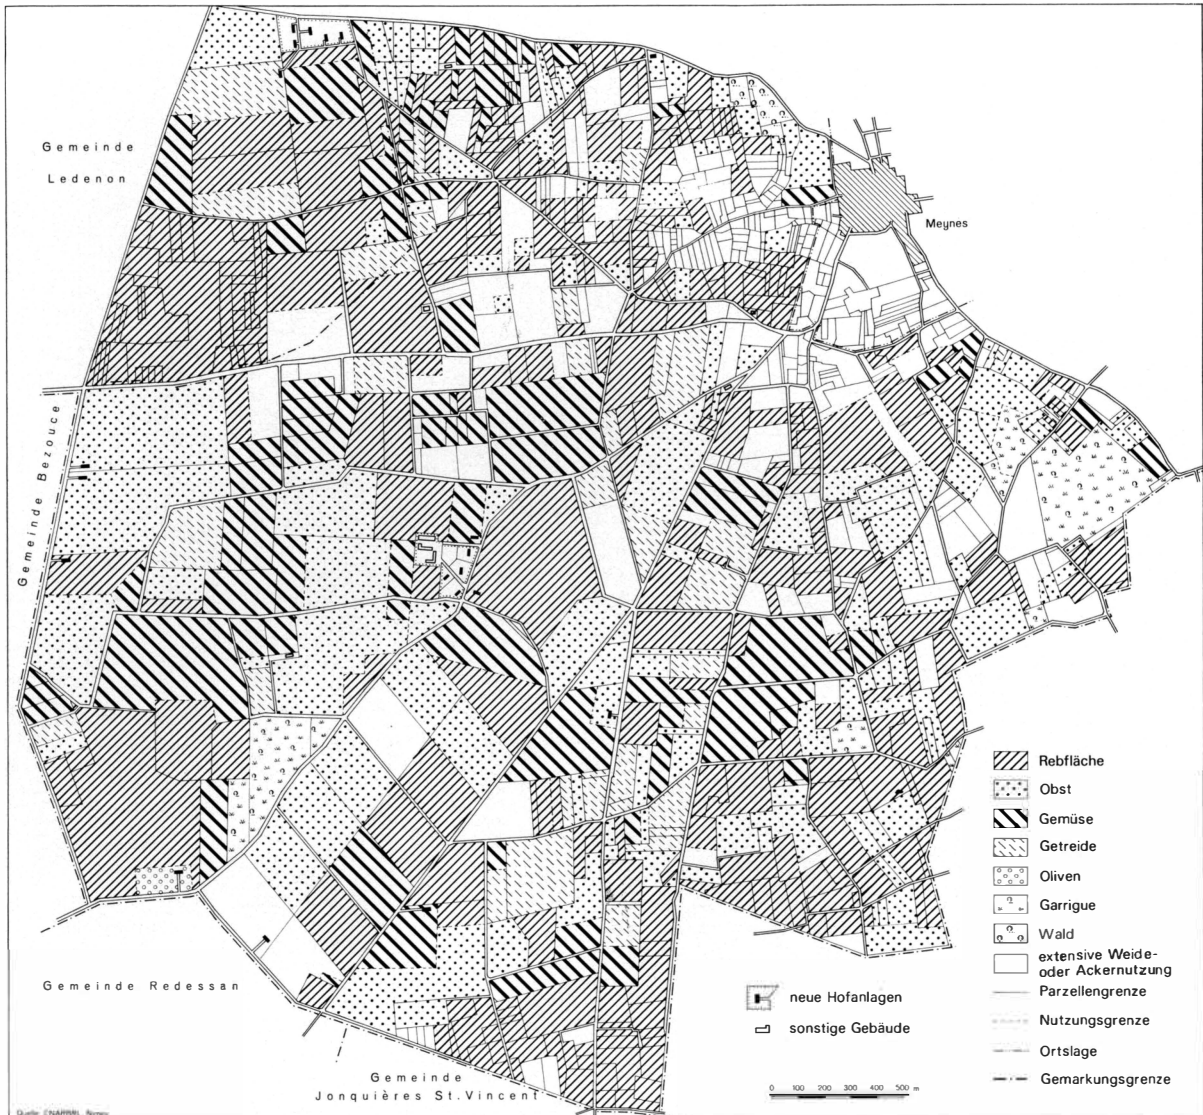 Gemeinde
Ledenon
Meynes
Gemeinde Bezouce
Rebfläche
Obst
Gemüse
Getreide
Oliven
Garrigue
Wald
extensive Weide-
oder Ackernutzung
Parzellengrenze
Nutzungsgrenze
Ortslage
Gemarkungsgrenze
neue Hofanlagen
sonstige Gebäude
0 100 200 300 400 500 m
Gemeinde Redessan
Gemeinde
Jonquières St. Vincent
Quelle: